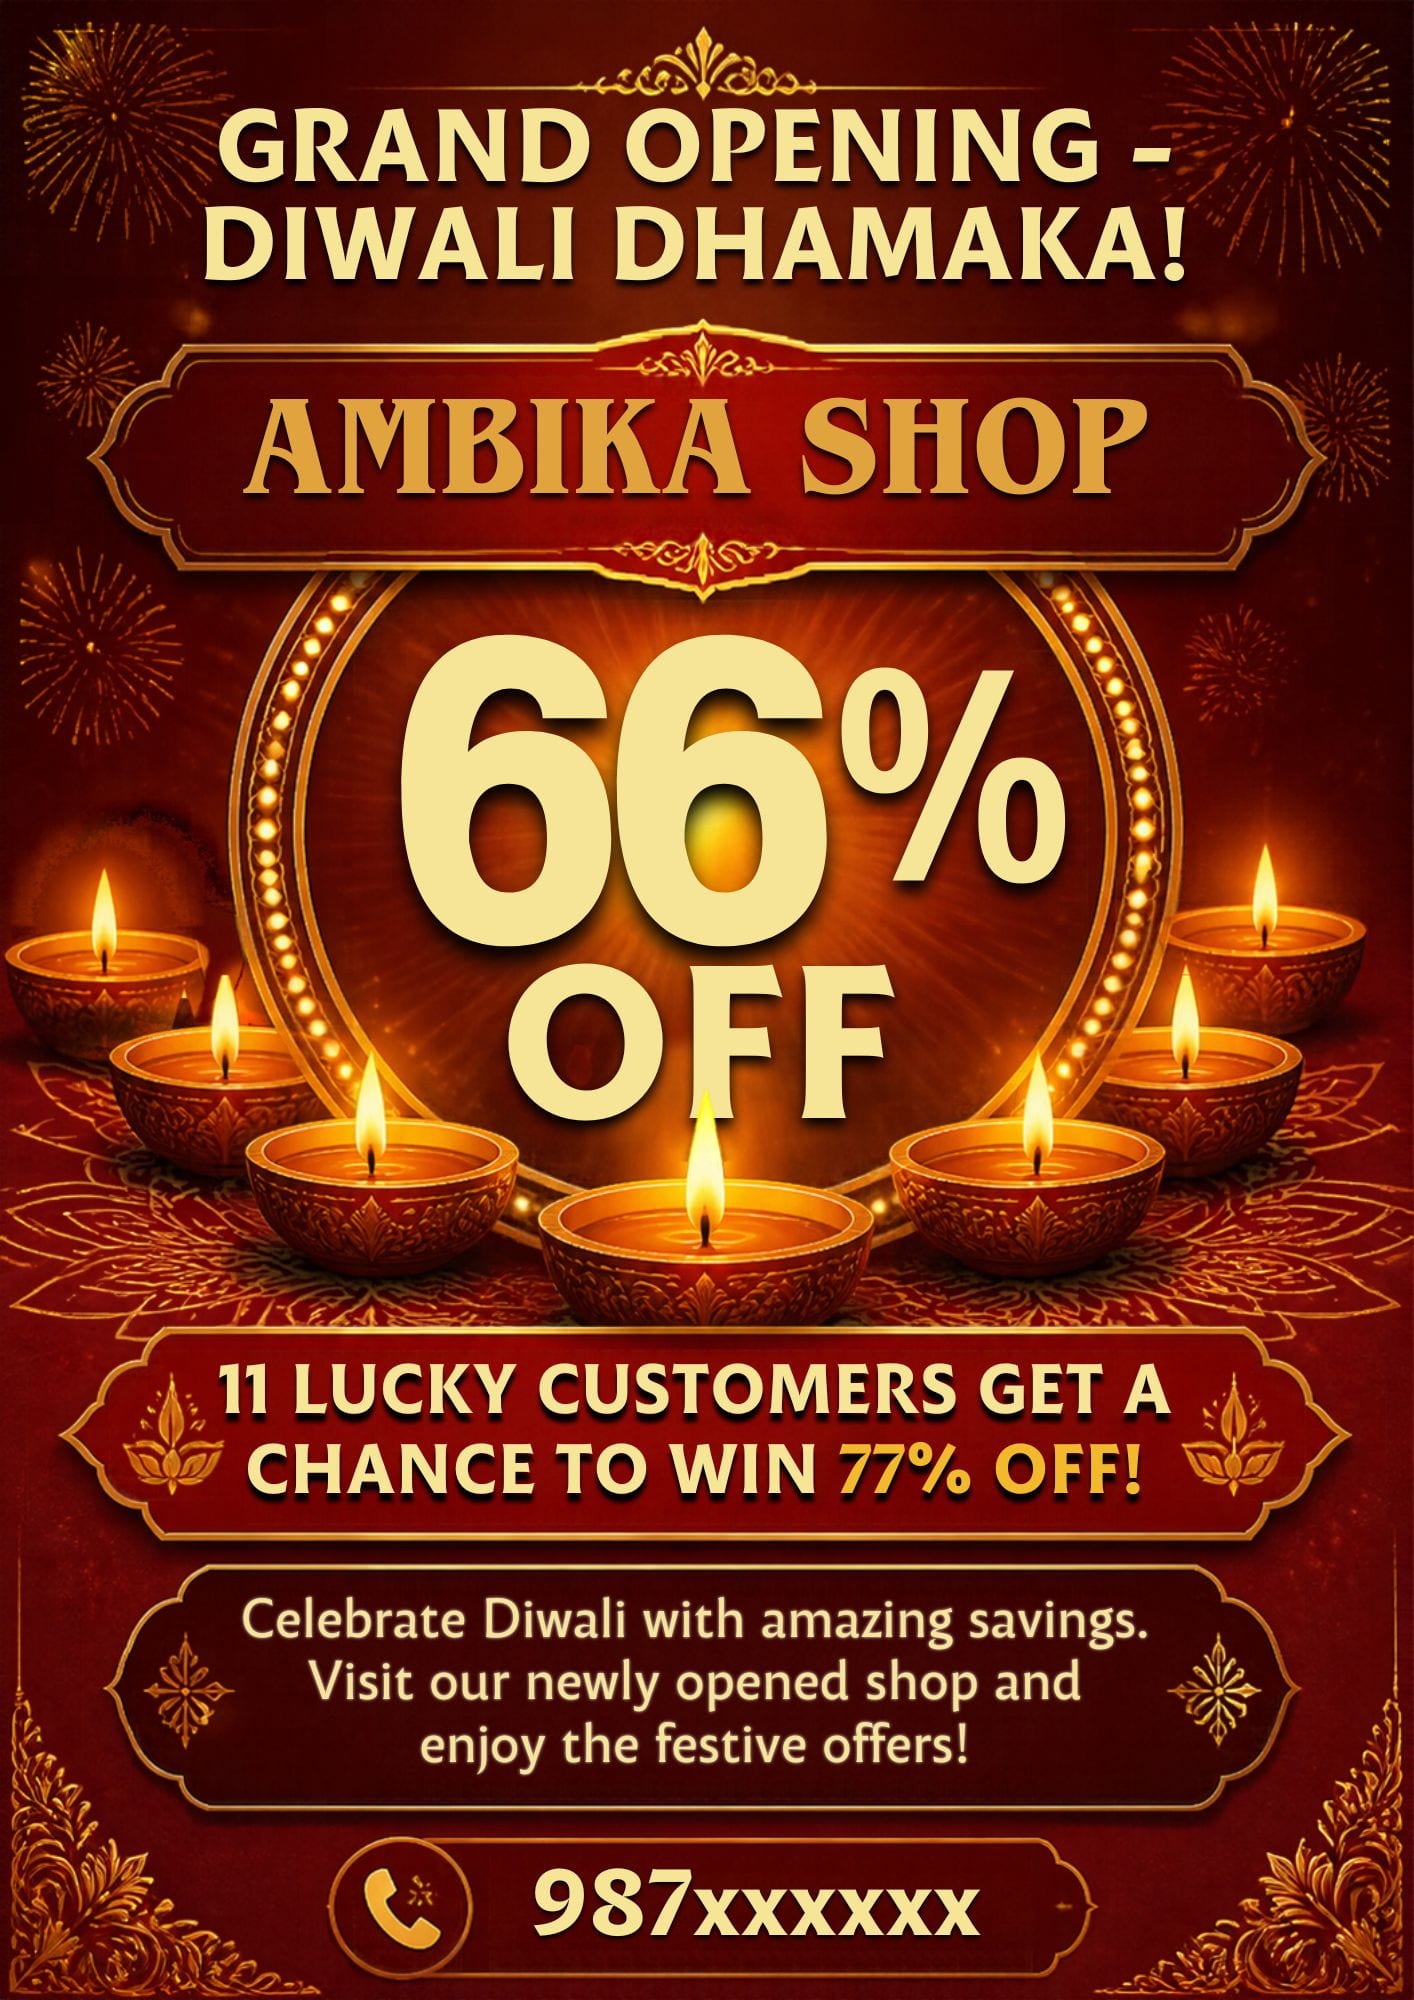 GRAND OPENING -
DIWALI DHAMAKA!
AMBIKA SHOP
66%
OFF
11 LUCKY CUSTOMERS GET A
CHANCE TO WIN 77% OFF!
Celebrate Diwali with amazing savings.
Visit our newly opened shop and
enjoy the festive offers!
987xxxxxx